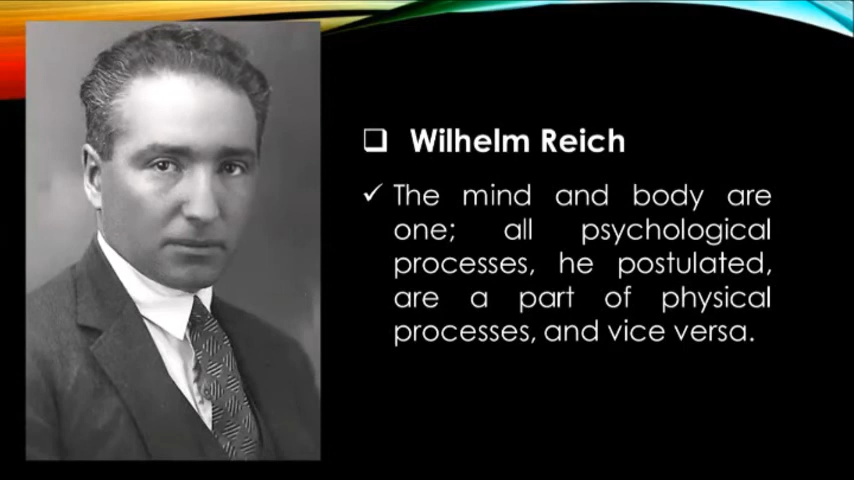 ❑ Wilhelm Reich
✓ The mind and body are
one; all psychological
processes, he postulated,
are a part of physical
processes, and vice versa.